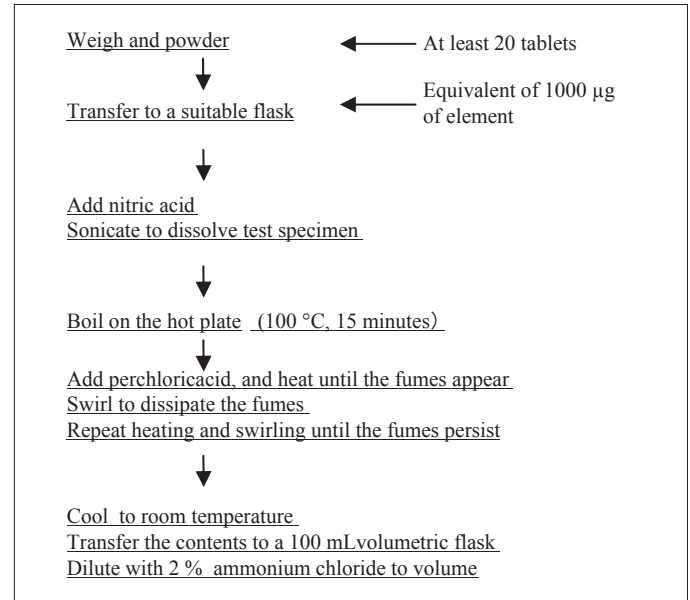 Weigh and powder
At least 20 tablets
Transfer to a suitable flask
Equivalent of 1000 µg
of element
Add nitric acid
Sonicate to dissolve test specimen
Boil on the hot plate (100 °C, 15 minutes）
Add perchloricacid, and heat until the fumes appear
Swirl to dissipate the fumes
Repeat heating and swirling until the fumes persist
Cool to room temperature
Transfer the contents to a 100 mLvolumetric flask
Dilute with 2 % ammonium chloride to volume